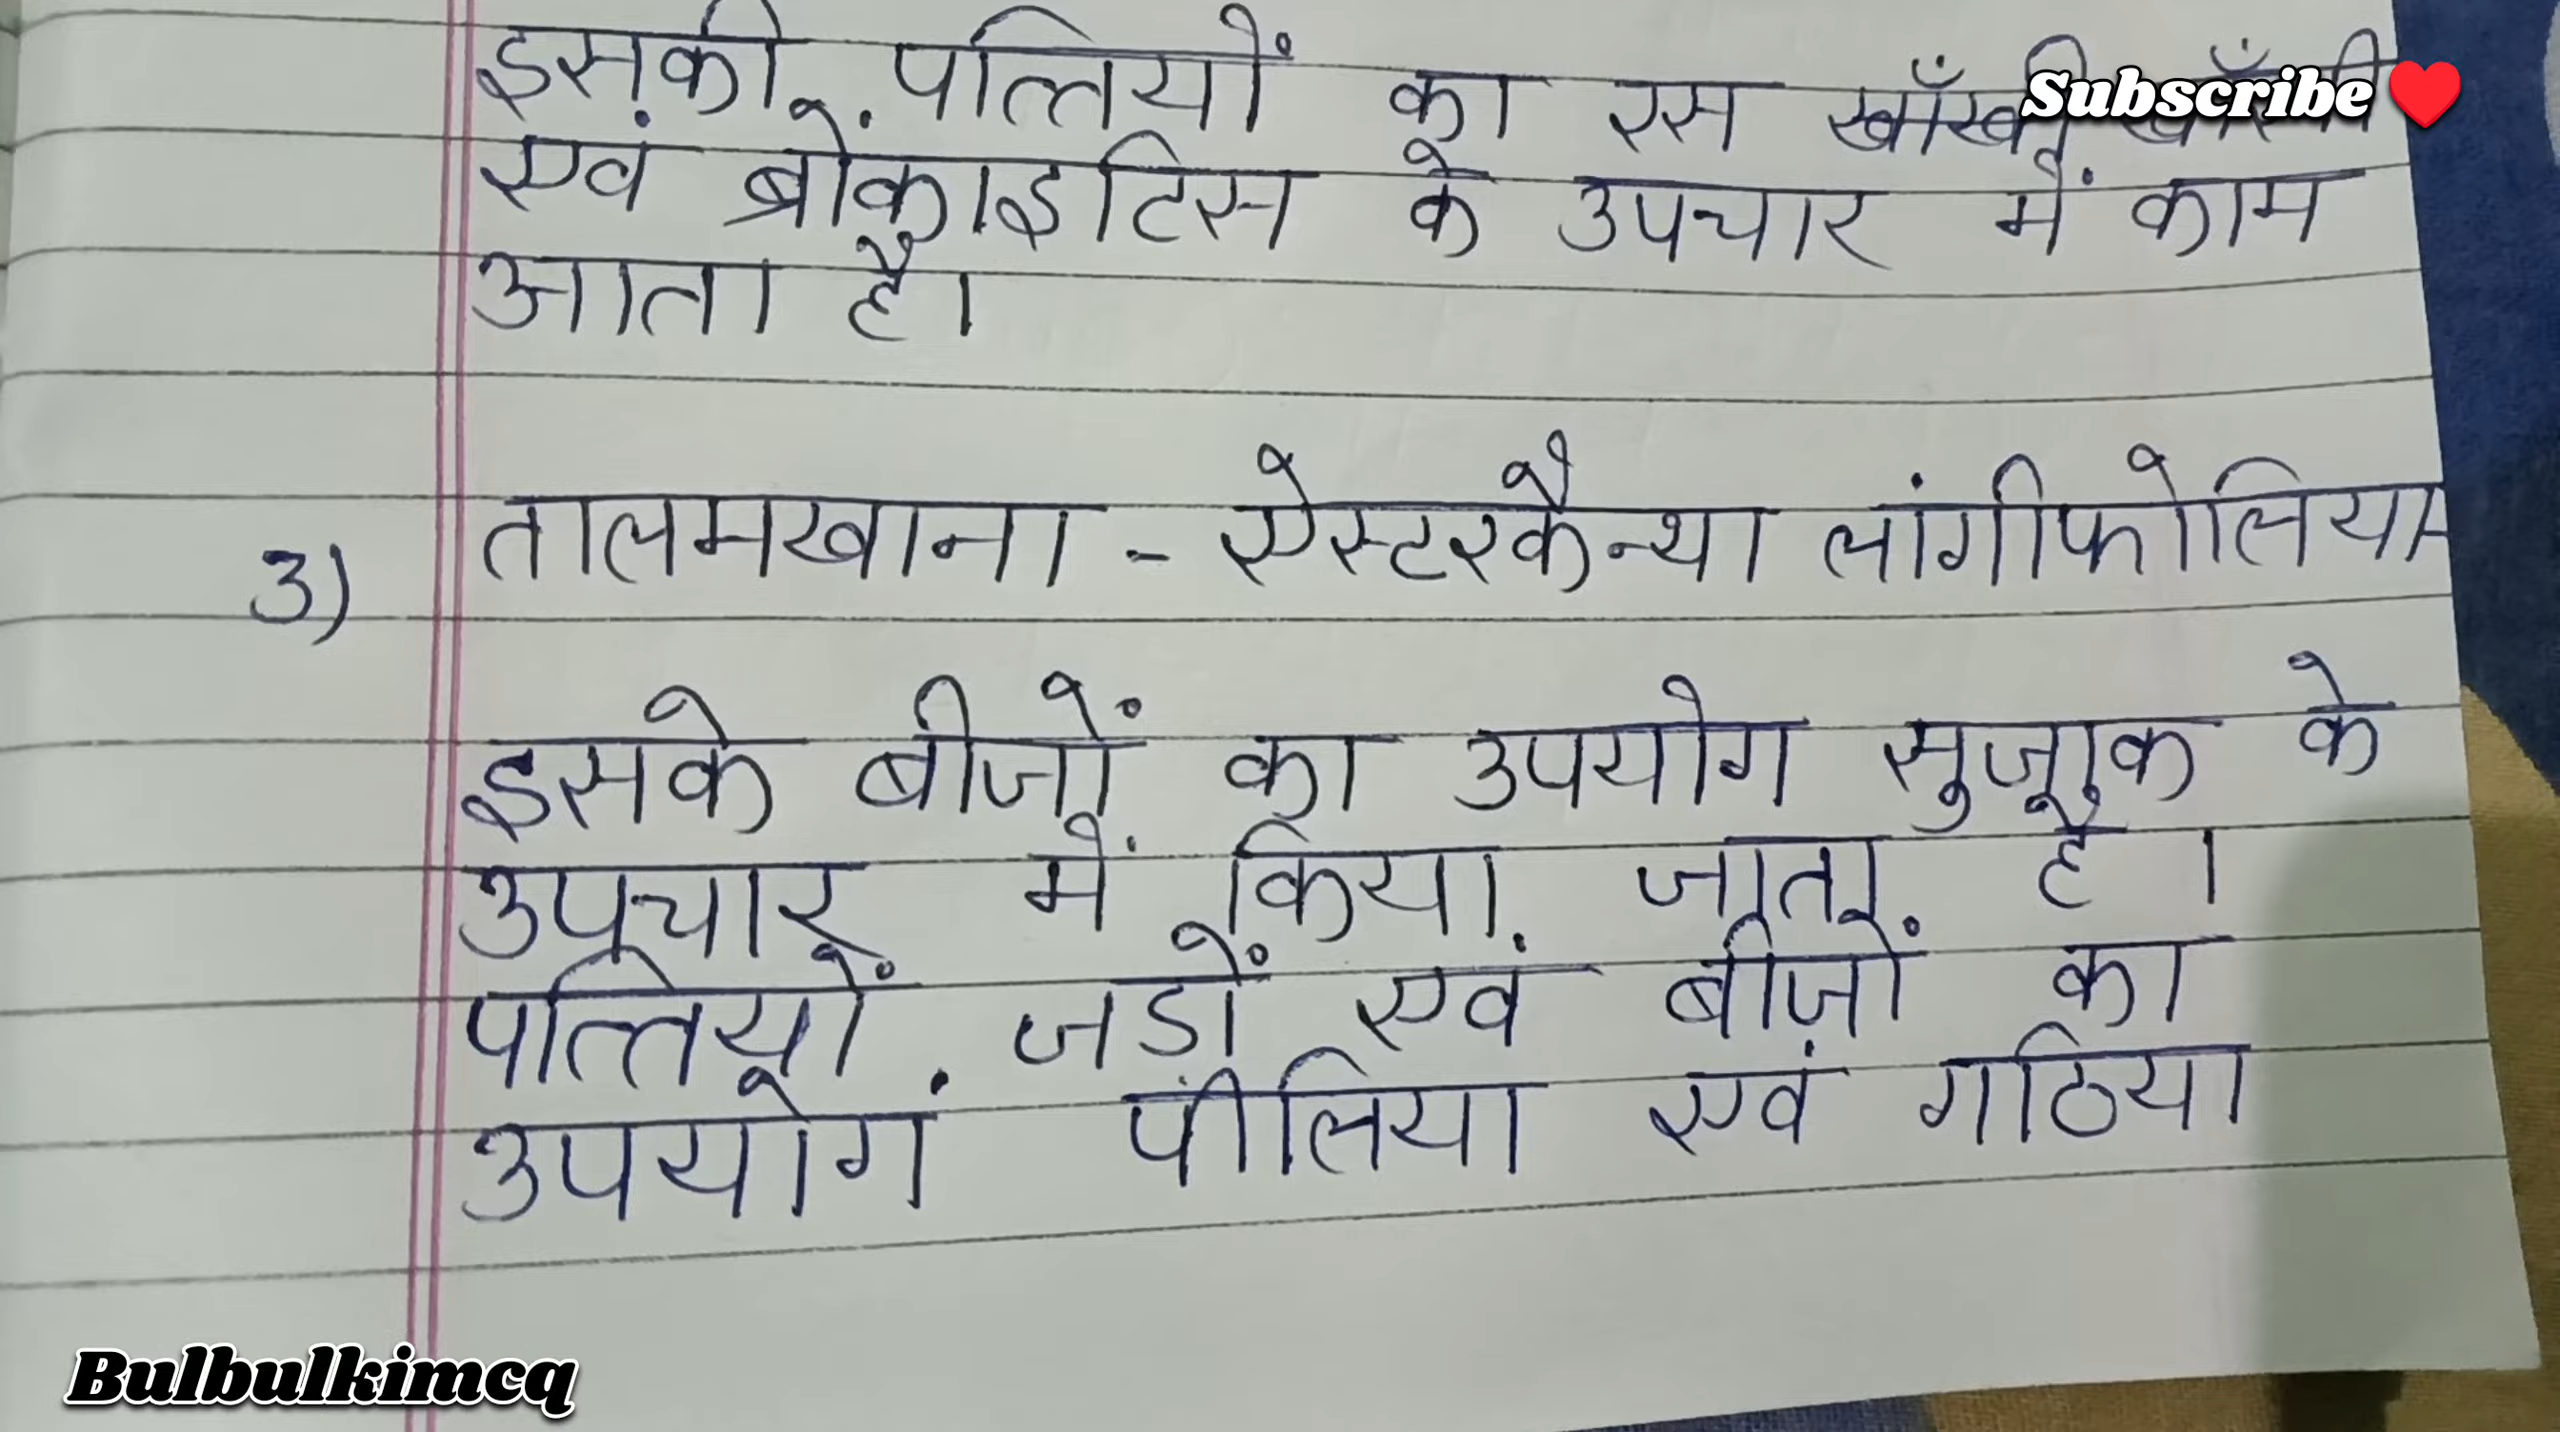 इसकी पत्तियों का रस खाँखी खाँसी
Subscribe
एवं ब्रोंकाइटिस के उपचार में काम
आता है।
3) तालमखाना - ऐस्टरकैन्था लांगीफोलिया
इसके बीजों का उपयोग सुजाक के
उपचार में किया जाता है ।
पत्तियों, जडों एवं बीजों का
उपयोग पीलिया एवं गठिया
Bulbulkimcq